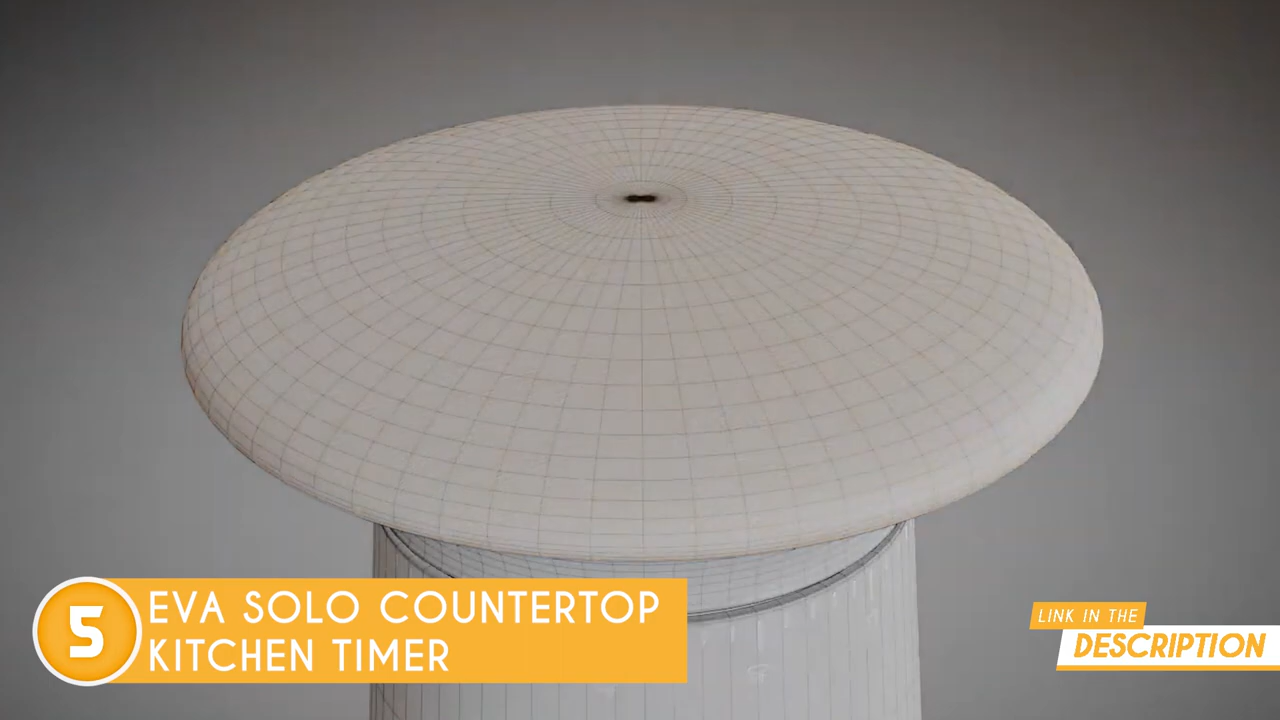 5
EVA SOLO COUNTERTOP
KITCHEN TIMER
LINK IN THE
DESCRIPTION